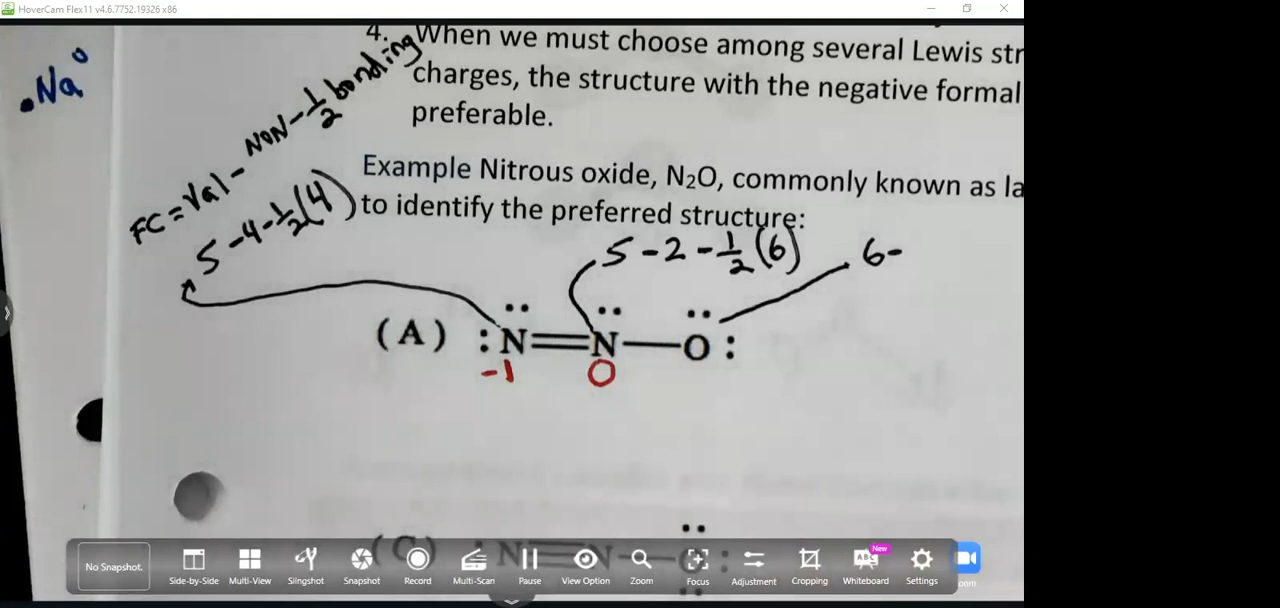 HoverCam Flex11 v4.6.7752.19326 x86
4. When we must choose among several Lewis str
charges, the structure with the negative formal
preferable.
.Na⁰
FC = Val - NON - 1/2 bonding
Example Nitrous oxide, N₂O, commonly known as la
to identify the preferred structure:
5 - 4 - 1/2 (4)
5 - 2 - 1/2 (6)
6 -
(A) :N=N—O:
-1 0
(C) :N N—O:
No Snapshot.
Side-by-Side Multi-View Slingshot Snapshot Record Multi-Scan Pause View Option Zoom Focus Adjustment Cropping New ABC Whiteboard Settings